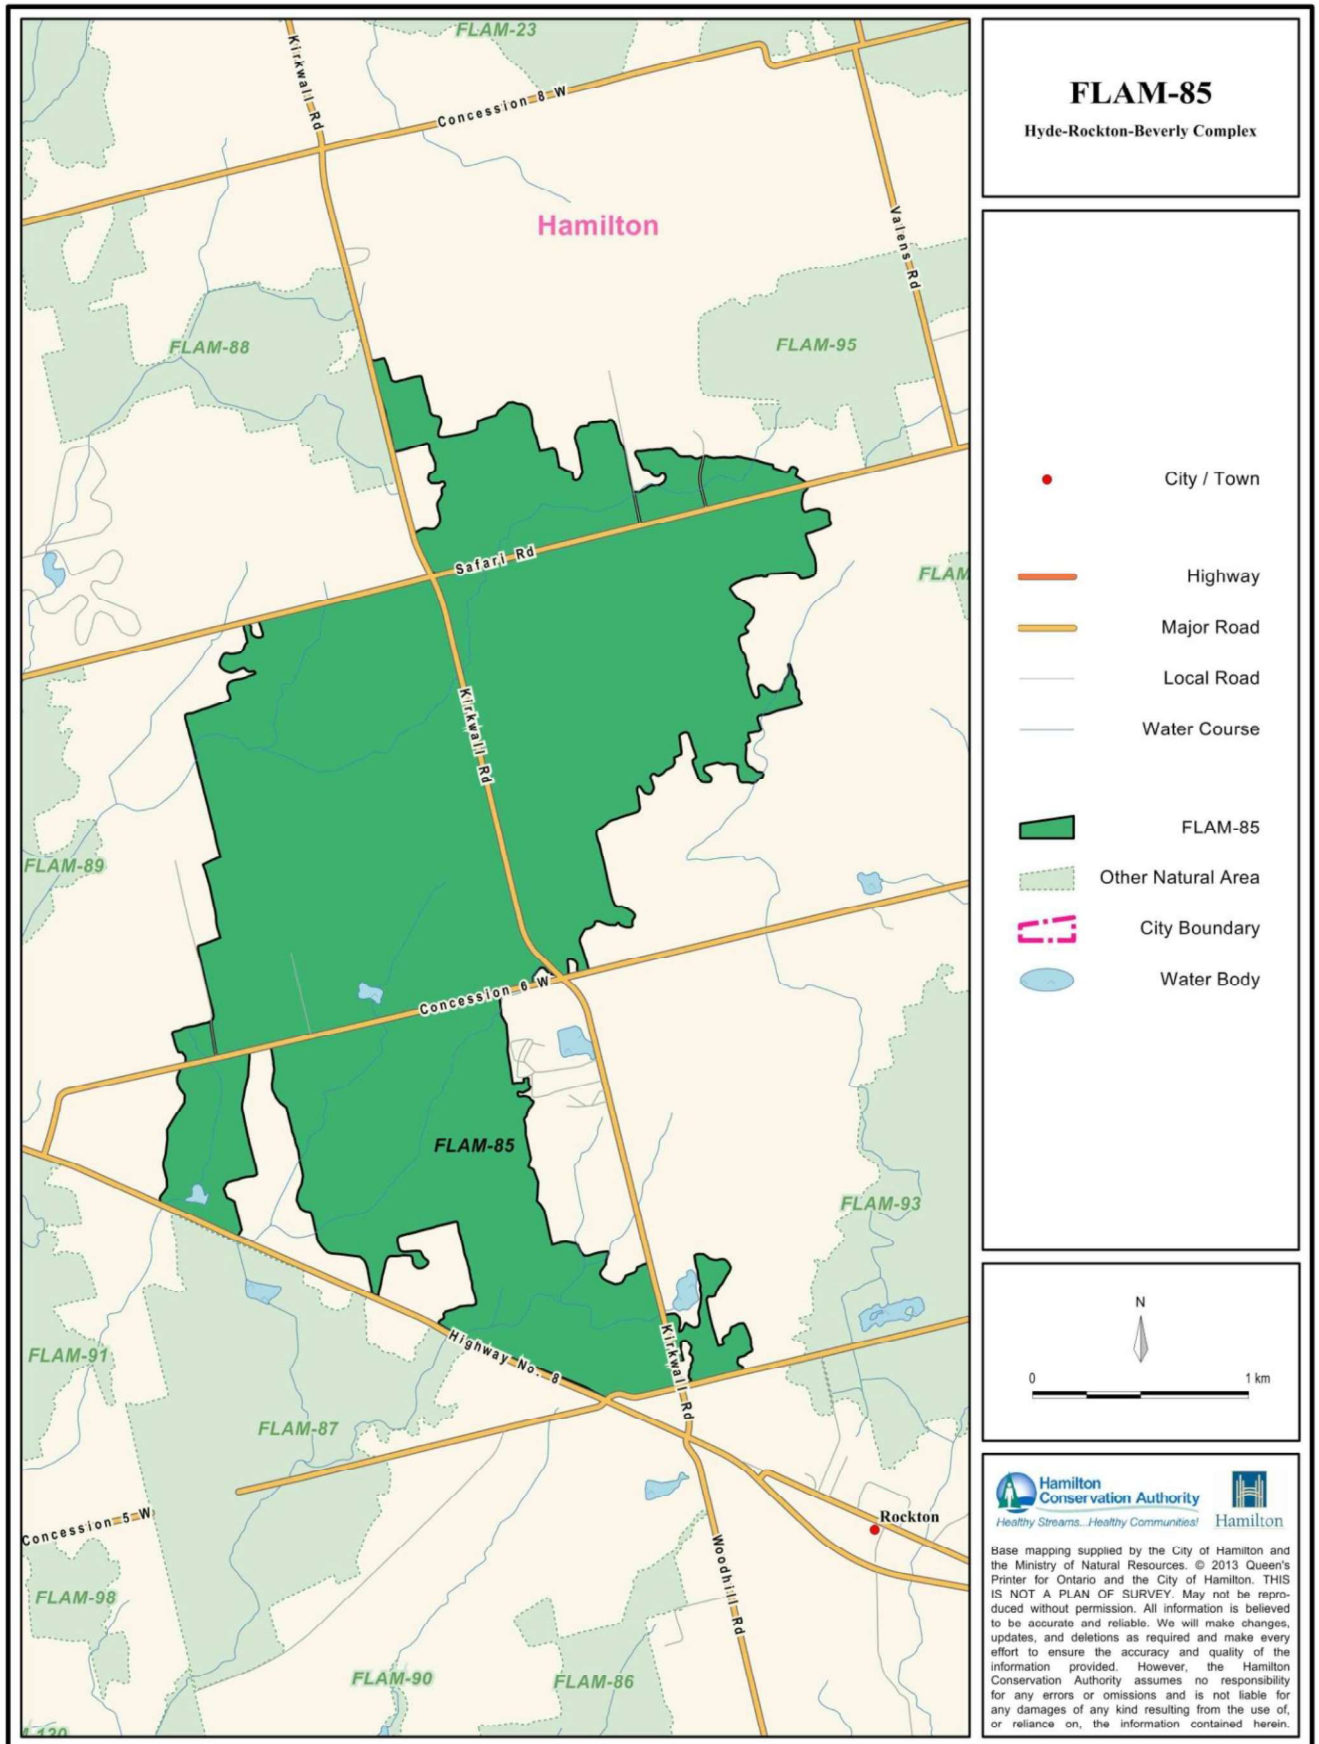 FLAM-85
Hyde-Rockton-Beverly Complex
FLAM-23
Kirkwall Rd
Concession 8 W
Hamilton
Valens Rd
FLAM-88
FLAM-95
Safari Rd
FLAM
Kirkwall Rd
FLAM-89
Concession 6 W
FLAM-85
FLAM-93
FLAM-91
Highway No. 8
Kirkwall Rd
FLAM-87
Concession 5 W
Rockton
Woodhill Rd
FLAM-98
FLAM-90
FLAM-86
City / Town
Highway
Major Road
Local Road
Water Course
FLAM-85
Other Natural Area
City Boundary
Water Body
N
0 1 km
Hamilton
Conservation Authority
Healthy Streams...Healthy Communities!
Hamilton
Base mapping supplied by the City of Hamilton and
the Ministry of Natural Resources. © 2013 Queen's
Printer for Ontario and the City of Hamilton. THIS
IS NOT A PLAN OF SURVEY. May not be repro-
duced without permission. All information is believed
to be accurate and reliable. We will make changes,
updates, and deletions as required and make every
effort to ensure the accuracy and quality of the
information provided. However, the Hamilton
Conservation Authority assumes no responsibility
for any errors or omissions and is not liable for
any damages of any kind resulting from the use of,
or reliance on, the information contained herein.